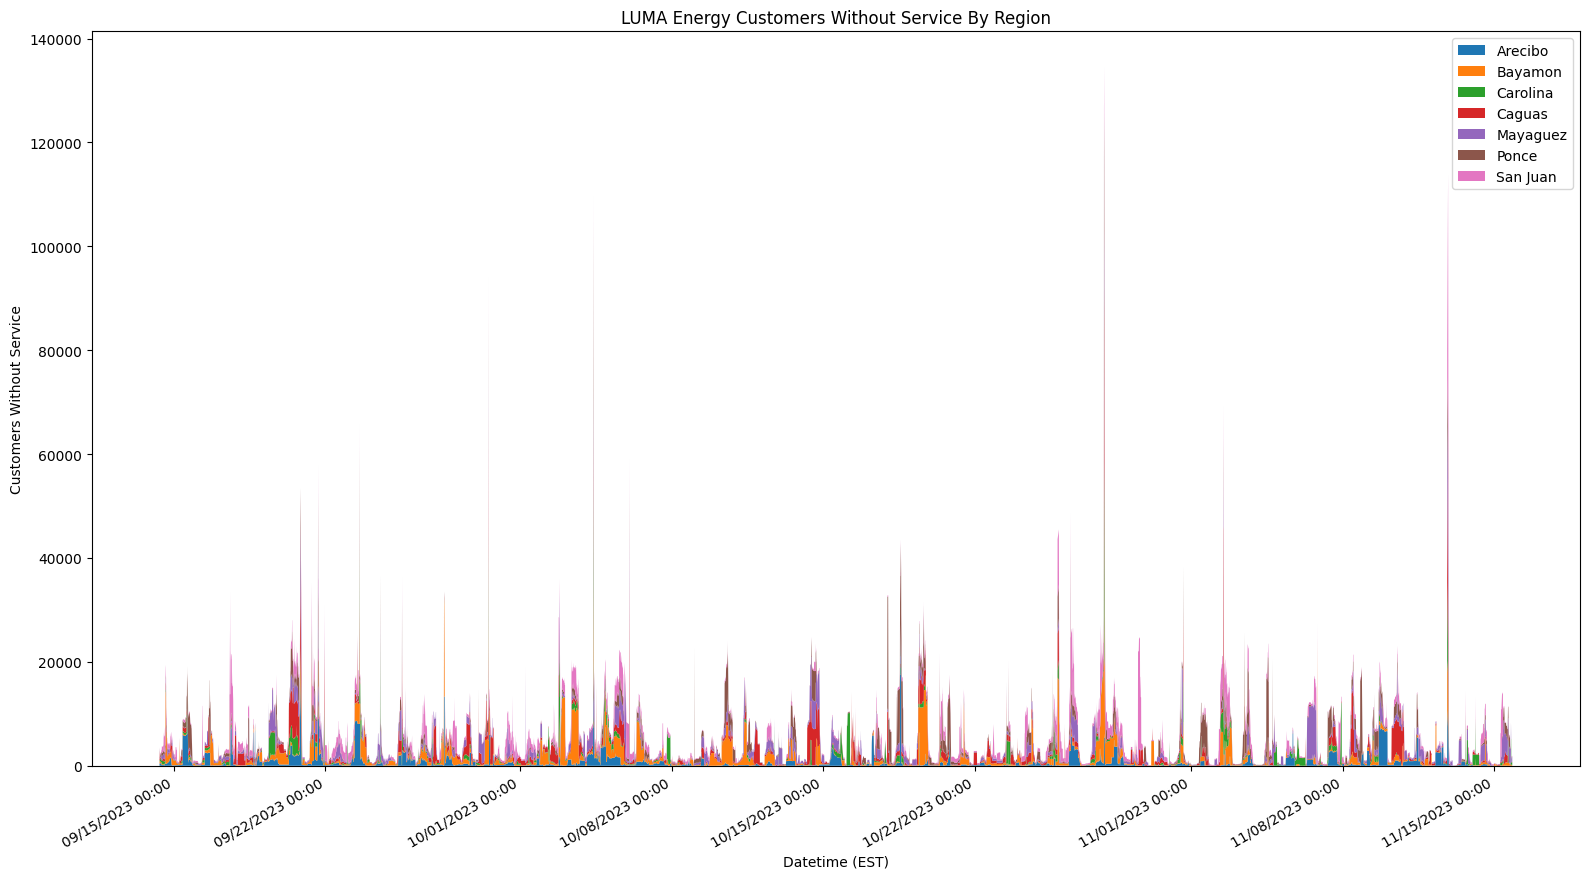 LUMA Energy Customers Without Service By Region
140000
120000
100000
80000
60000
40000
20000
0
Customers Without Service
Arecibo
Bayamon
Carolina
Caguas
Mayaguez
Ponce
San Juan
09/15/2023 00:00
09/22/2023 00:00
10/01/2023 00:00
10/08/2023 00:00
10/15/2023 00:00
10/22/2023 00:00
11/01/2023 00:00
11/08/2023 00:00
11/15/2023 00:00
Datetime (EST)